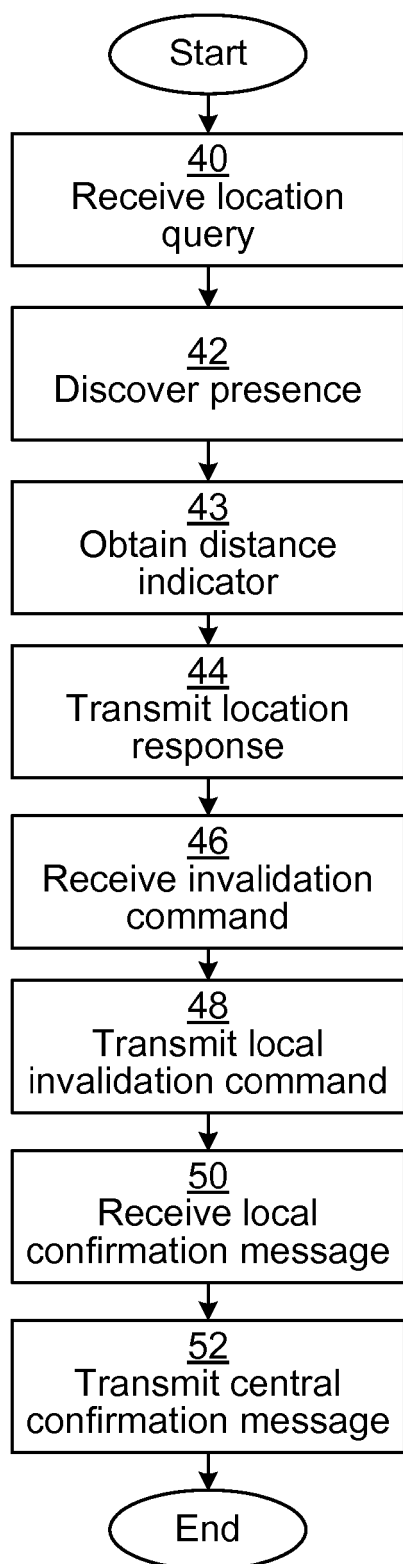 Start
40
Receive location
query
42
Discover presence
43
Obtain distance
indicator
44
Transmit location
response
46
Receive invalidation
command
48
Transmit local
invalidation command
50
Receive local
confirmation message
52
Transmit central
confirmation message
End